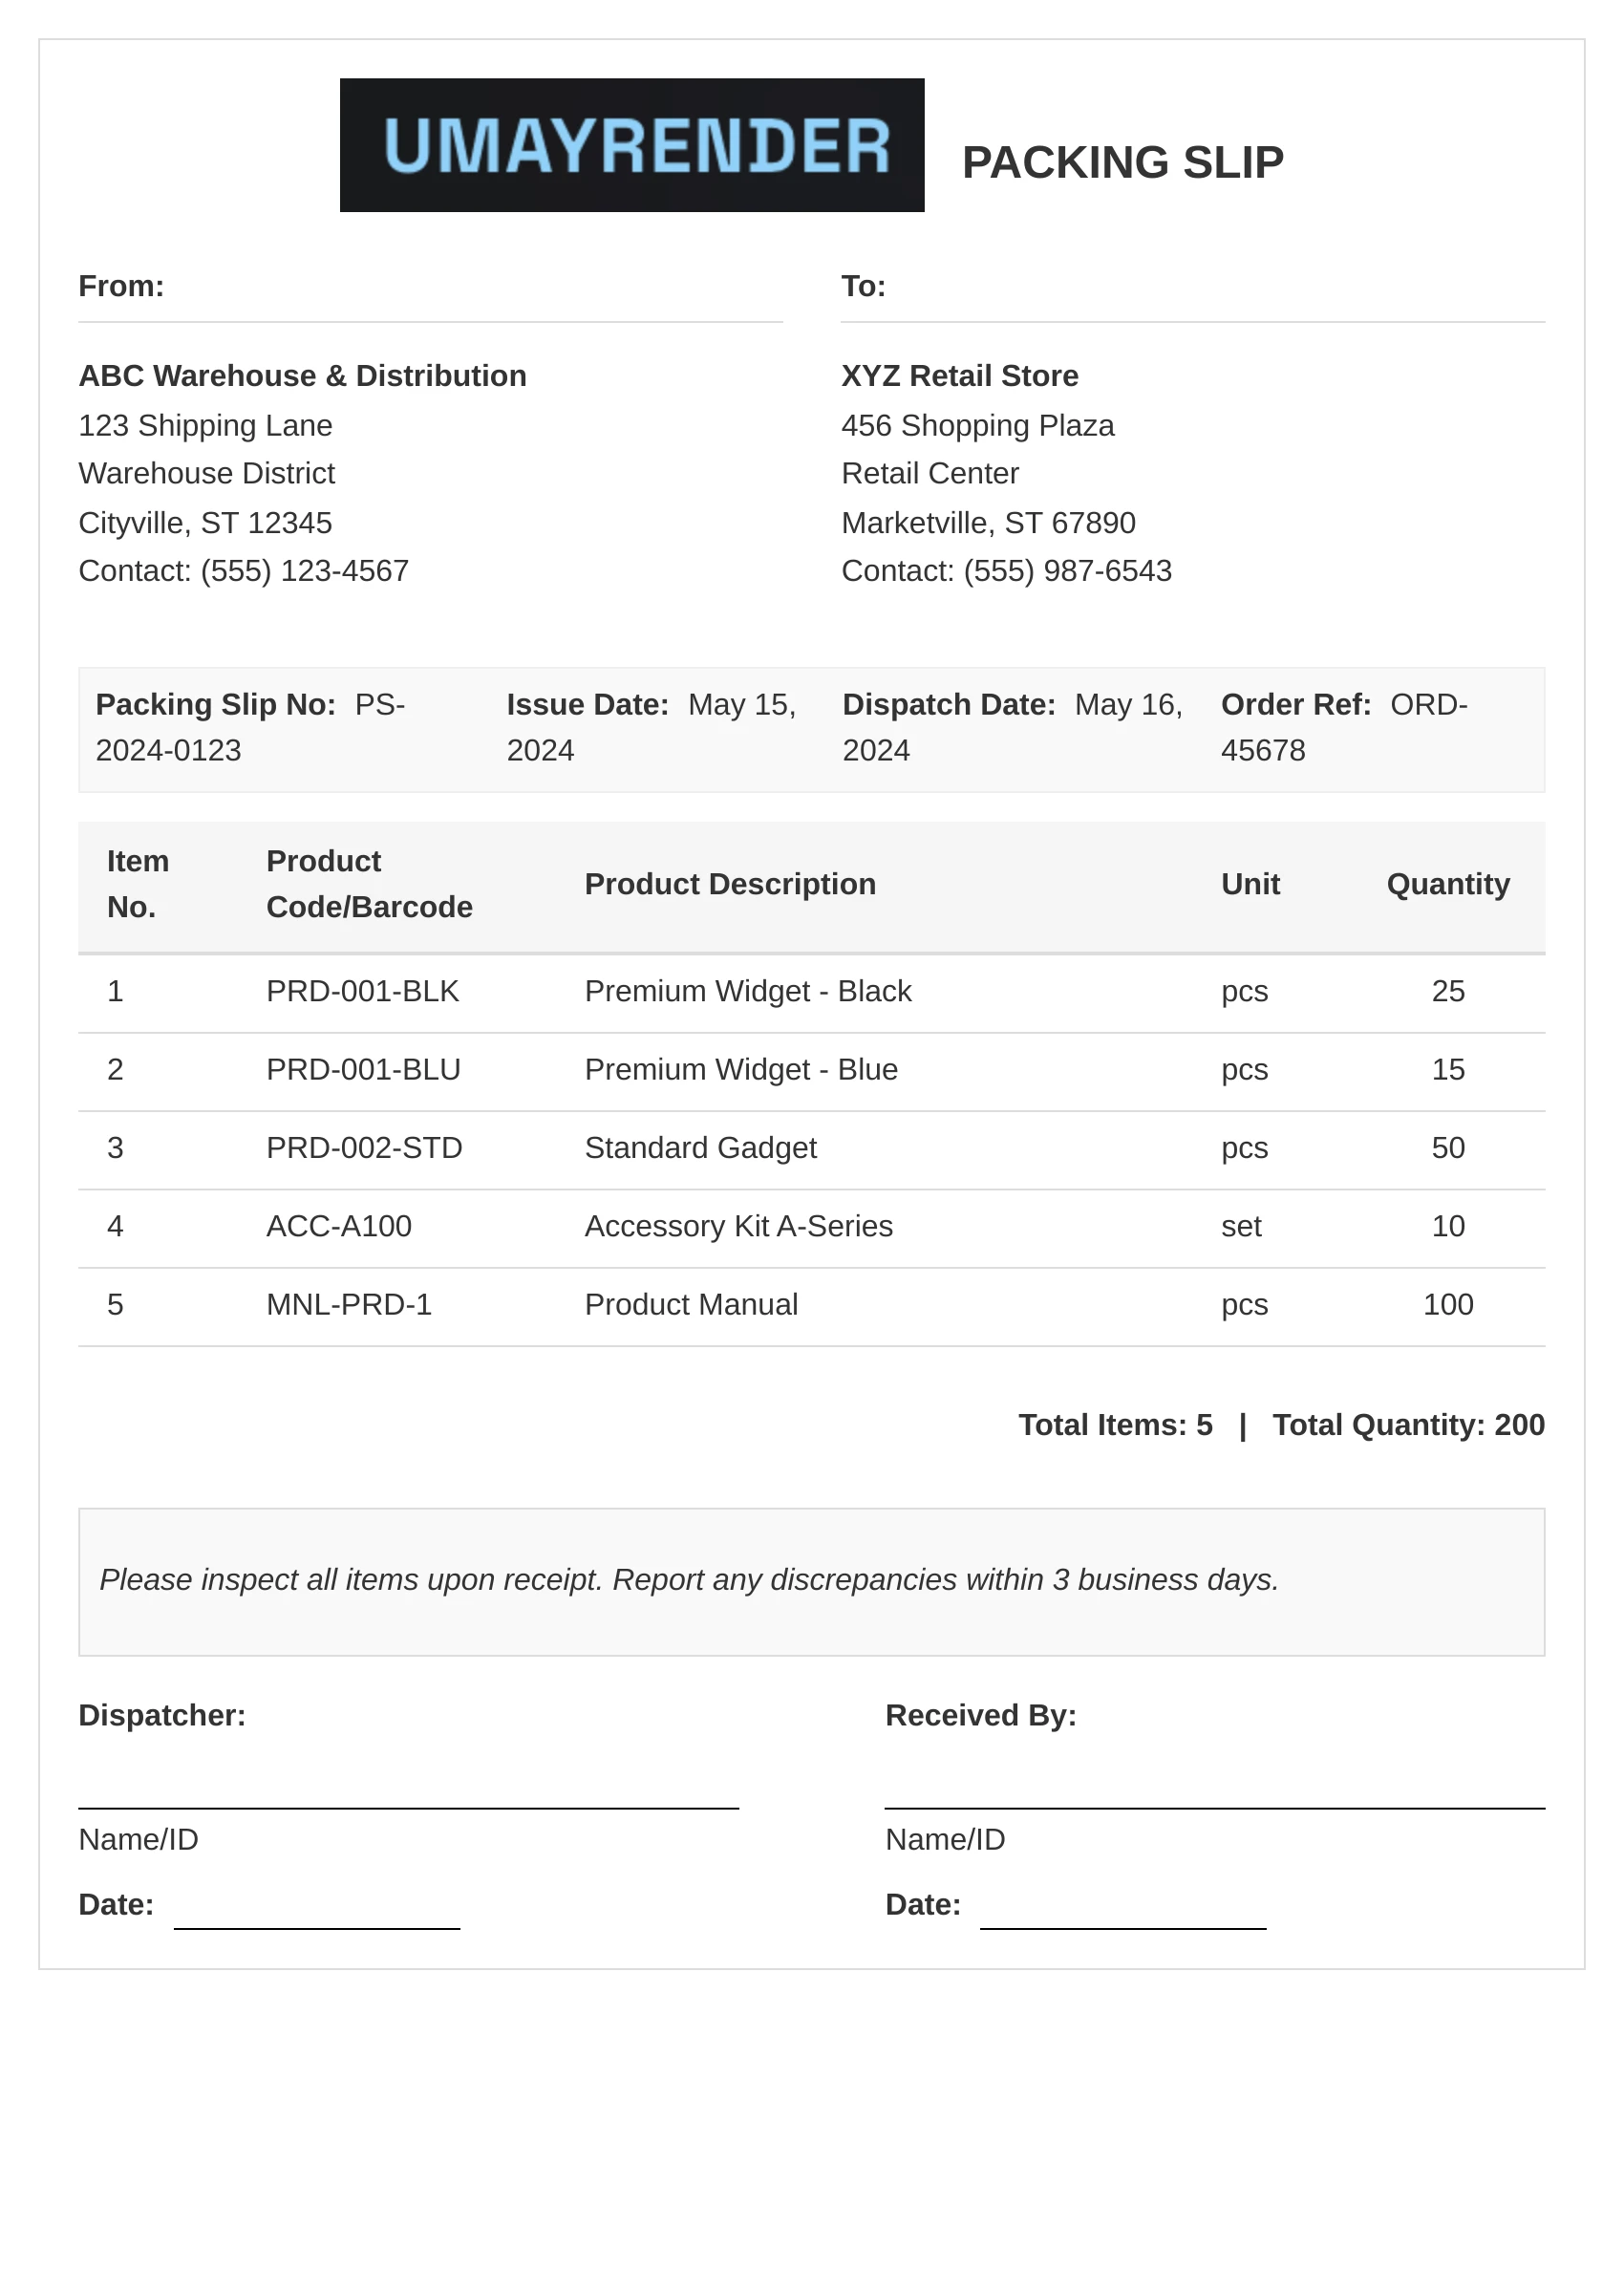 UMAYRENDER
PACKING SLIP
From:
ABC Warehouse & Distribution
123 Shipping Lane
Warehouse District
Cityville, ST 12345
Contact: (555) 123-4567
To:
XYZ Retail Store
456 Shopping Plaza
Retail Center
Marketville, ST 67890
Contact: (555) 987-6543
Packing Slip No: PS-
2024-0123
Issue Date: May 15,
2024
Dispatch Date: May 16,
2024
Order Ref: ORD-
45678
Item
No.
Product
Code/Barcode
Product Description
Unit
Quantity
1 PRD-001-BLK Premium Widget - Black pcs 25
2 PRD-001-BLU Premium Widget - Blue pcs 15
3 PRD-002-STD Standard Gadget pcs 50
4 ACC-A100 Accessory Kit A-Series set 10
5 MNL-PRD-1 Product Manual pcs 100
Total Items: 5 | Total Quantity: 200
Please inspect all items upon receipt. Report any discrepancies within 3 business days.
Dispatcher:
Name/ID
Date:
Received By:
Name/ID
Date: